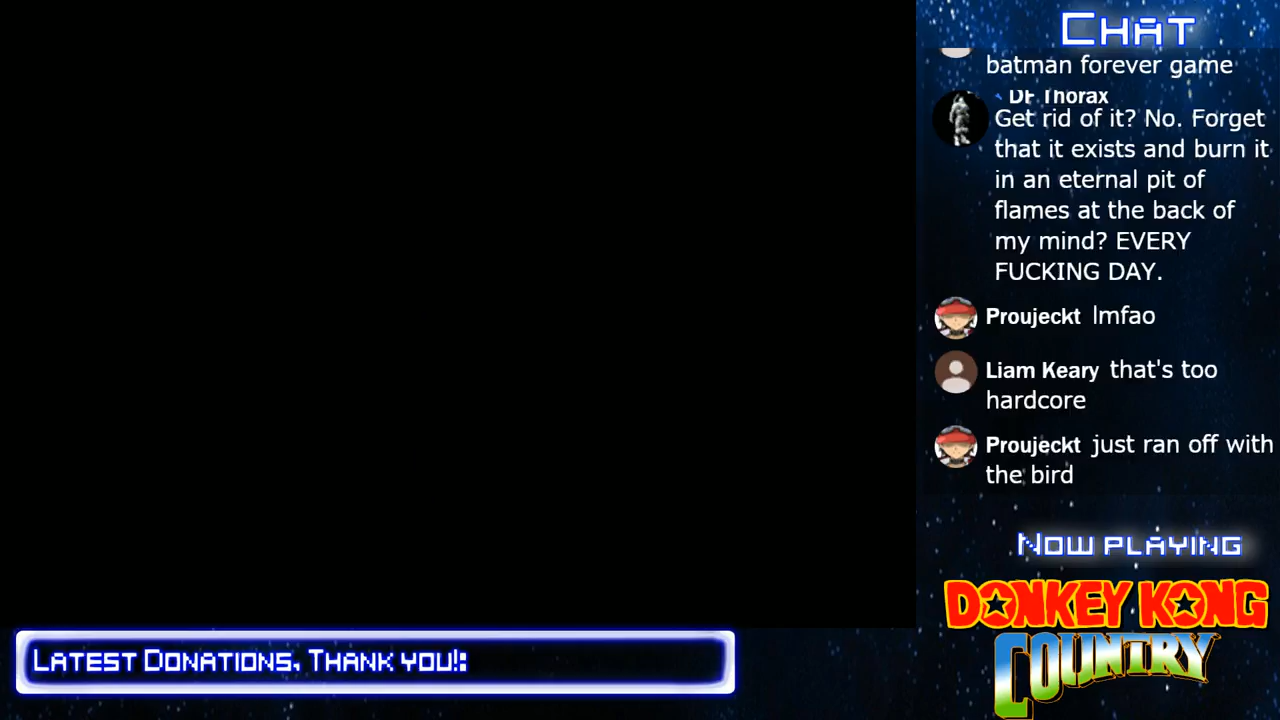 CHAT
batman forever game
DF Thorax
Get rid of it? No. Forget
that it exists and burn it
in an eternal pit of
flames at the back of
my mind? EVERY
FUCKING DAY.
Proujeckt lmfao
Liam Keary that's too
hardcore
Proujeckt just ran off with
the bird
NOW PLAYING
DONKEY KONG
COUNTRY
LATEST DONATIONS, THANK YOU!: